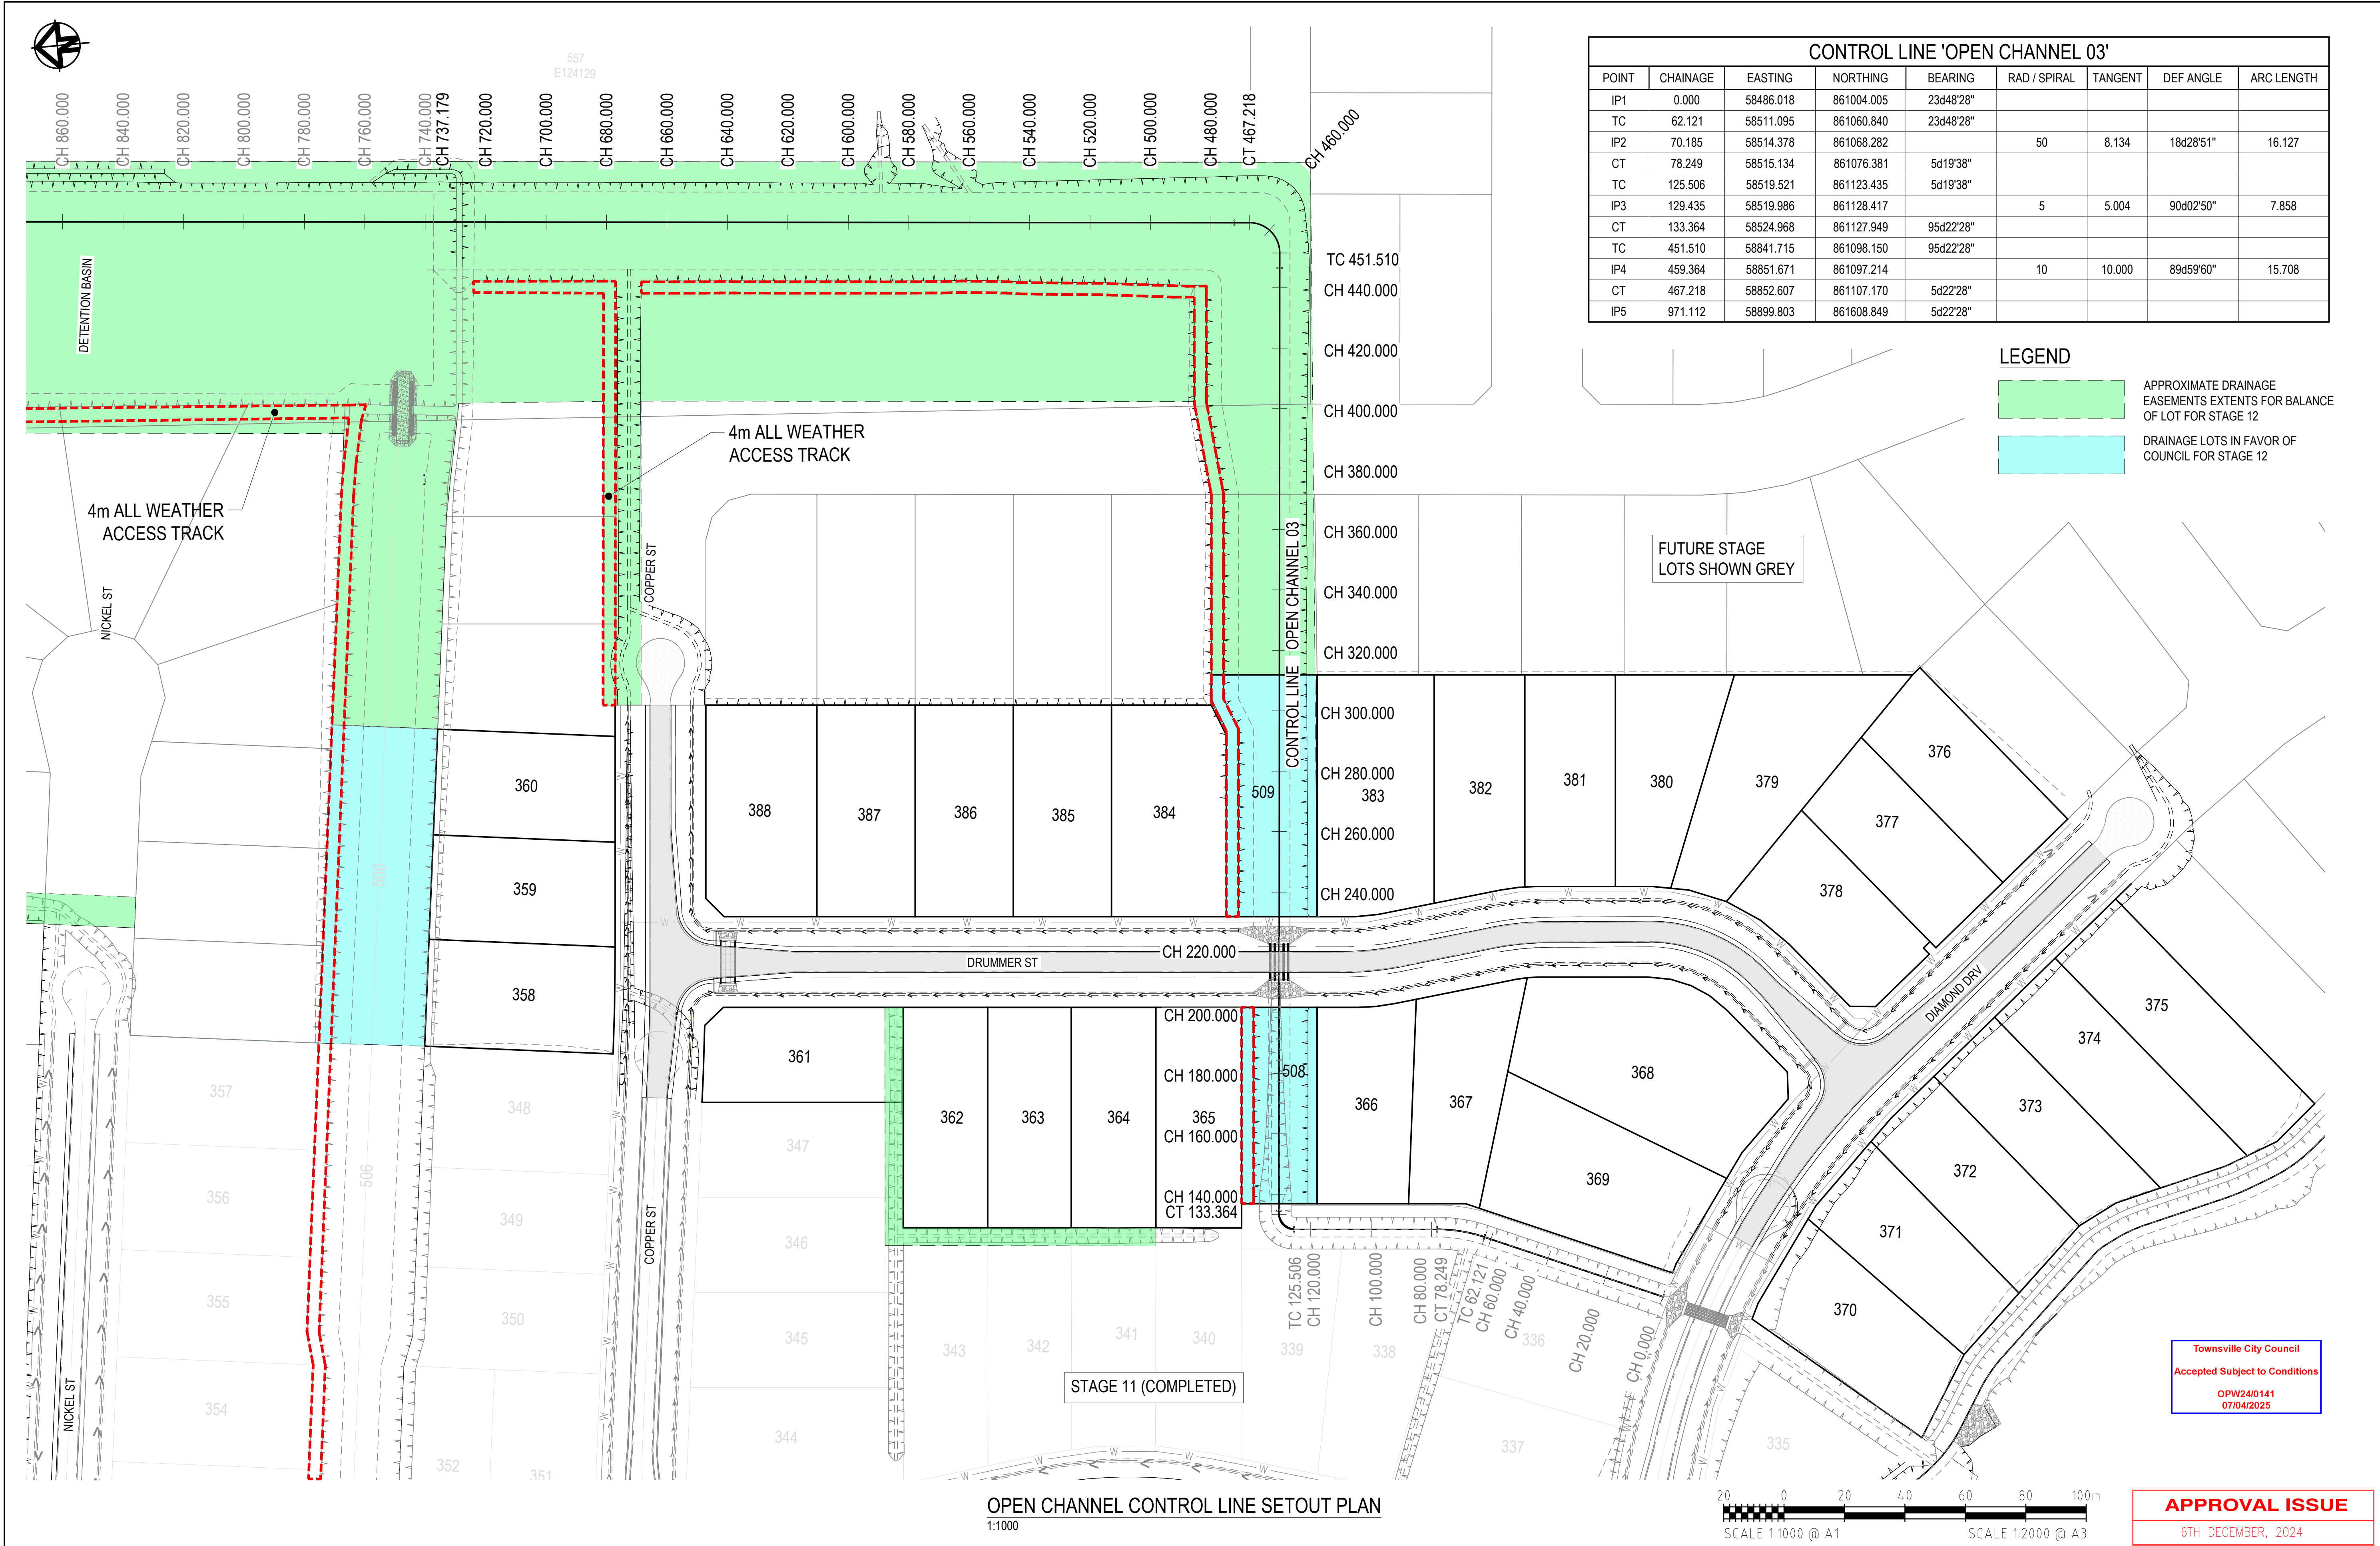 N
557
E124129
CH 860.000
CH 840.000
CH 820.000
CH 800.000
CH 780.000
CH 760.000
CH 740.000
CH 737.179
CH 720.000
CH 700.000
CH 680.000
CH 660.000
CH 640.000
CH 620.000
CH 600.000
CH 580.000
CH 560.000
CH 540.000
CH 520.000
CH 500.000
CH 480.000
CT 467.218
CH 460.000
CONTROL LINE 'OPEN CHANNEL 03'
POINT CHAINAGE EASTING NORTHING BEARING RAD / SPIRAL TANGENT DEF ANGLE ARC LENGTH
IP1 0.000 58486.018 861004.005 23d48'28"
TC 62.121 58511.095 861060.840 23d48'28"
IP2 70.185 58514.378 861068.282 50 8.134 18d28'51" 16.127
CT 78.249 58515.134 861076.381 5d19'38"
TC 125.506 58519.521 861123.435 5d19'38"
IP3 129.435 58519.986 861128.417 5 5.004 90d02'50" 7.858
CT 133.364 58524.968 861127.949 95d22'28"
TC 451.510 58841.715 861098.150 95d22'28"
IP4 459.364 58851.671 861097.214 10 10.000 89d59'60" 15.708
CT 467.218 58852.607 861107.170 5d22'28"
IP5 971.112 58899.803 861608.849 5d22'28"
LEGEND
APPROXIMATE DRAINAGE
EASEMENTS EXTENTS FOR BALANCE
OF LOT FOR STAGE 12
DRAINAGE LOTS IN FAVOR OF
COUNCIL FOR STAGE 12
DETENTION BASIN
TC 451.510
CH 440.000
CH 420.000
CH 400.000
CH 380.000
CH 360.000
CH 340.000
CH 320.000
CH 300.000
CH 280.000
CH 260.000
CH 240.000
4m ALL WEATHER
ACCESS TRACK
4m ALL WEATHER
ACCESS TRACK
NICKEL ST
COPPER ST
CONTROL LINE OPEN CHANNEL 03
FUTURE STAGE
LOTS SHOWN GREY
360
359
358
506
388
387
386
385
384
509
383
382
381
380
379
376
377
378
CH 220.000
DRUMMER ST
DIAMOND DRV
361
362
363
364
365
CH 200.000
CH 180.000
CH 160.000
CH 140.000
CT 133.364
508
366
367
368
369
370
371
372
373
374
375
357
356
355
354
506
348
349
350
352
351
347
346
345
344
COPPER ST
NICKEL ST
TC 125.506
CH 120.000
CH 100.000
CH 80.000
CT 78.249
TC 62.121
CH 60.000
CH 40.000
CH 20.000
CH 0.000
343
342
341
340
339
338
336
337
335
STAGE 11 (COMPLETED)
Townsville City Council
Accepted Subject to Conditions
OPW24/0141
07/04/2025
OPEN CHANNEL CONTROL LINE SETOUT PLAN
1:1000
20 0 20 40 60 80 100m
SCALE 1:1000 @ A1 SCALE 1:2000 @ A3
APPROVAL ISSUE
6TH DECEMBER, 2024